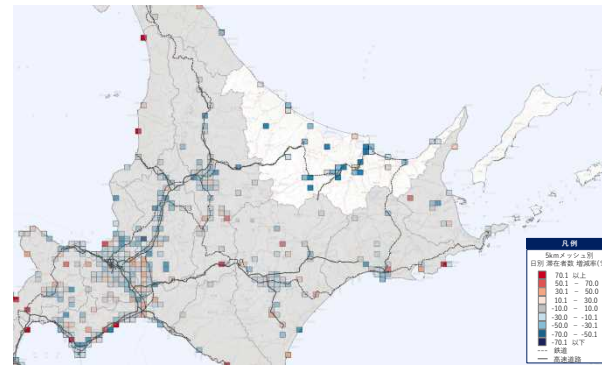 凡 例
5kmメッシュ別
日別 滞在者数 増減率(%
70.1 以上
50.1 － 70.0
30.1 － 50.0
10.1 － 30.0
-10.0 － 10.0
-30.0 － -10.1
-50.0 － -30.1
-70.0 － -50.1
-70.1 以下
鉄道
高速道路